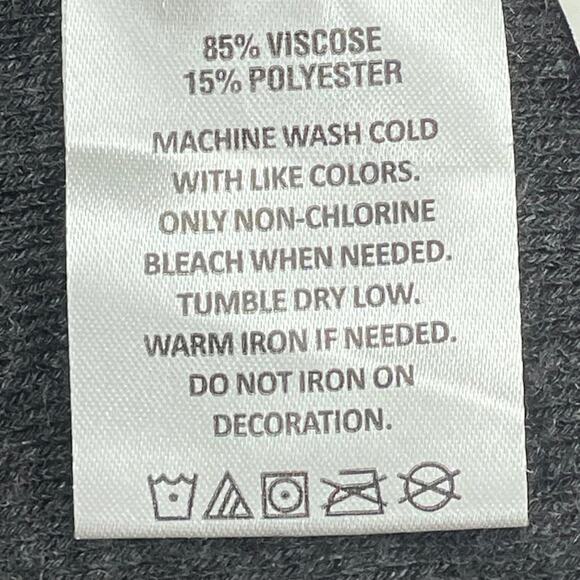 85% VISCOSE
15% POLYESTER
MACHINE WASH COLD
WITH LIKE COLORS.
ONLY NON-CHLORINE
BLEACH WHEN NEEDED.
TUMBLE DRY LOW.
WARM IRON IF NEEDED.
DO NOT IRON ON
DECORATION.